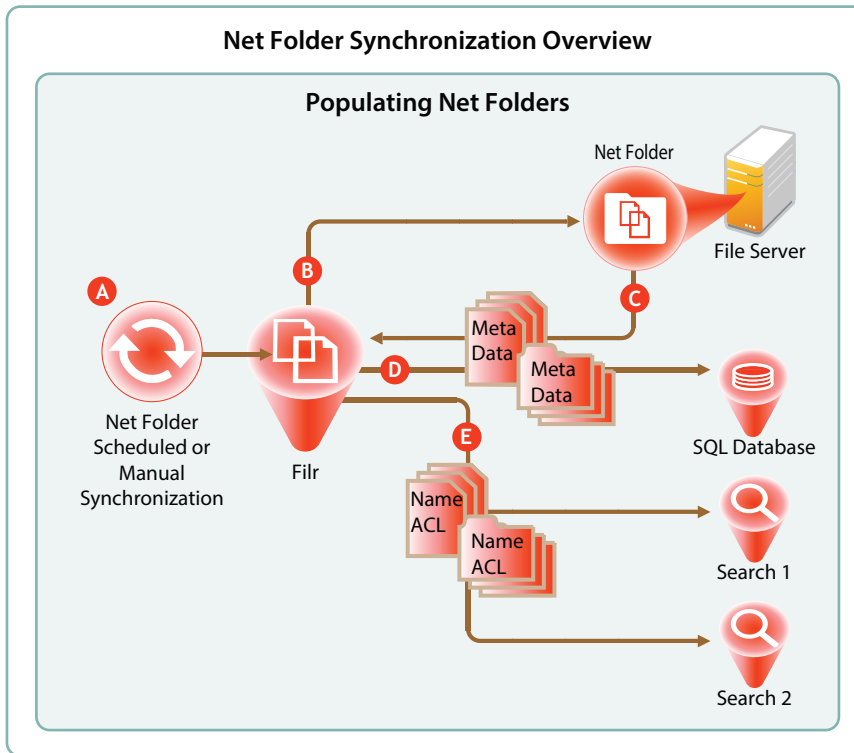 Net Folder Synchronization Overview
Populating Net Folders
Net Folder
File Server
A
B
C
Meta
Data
D
Meta
Data
Net Folder
Scheduled or
Manual
Synchronization
Filr
SQL Database
E
Name
ACL
Name
ACL
Search 1
Search 2